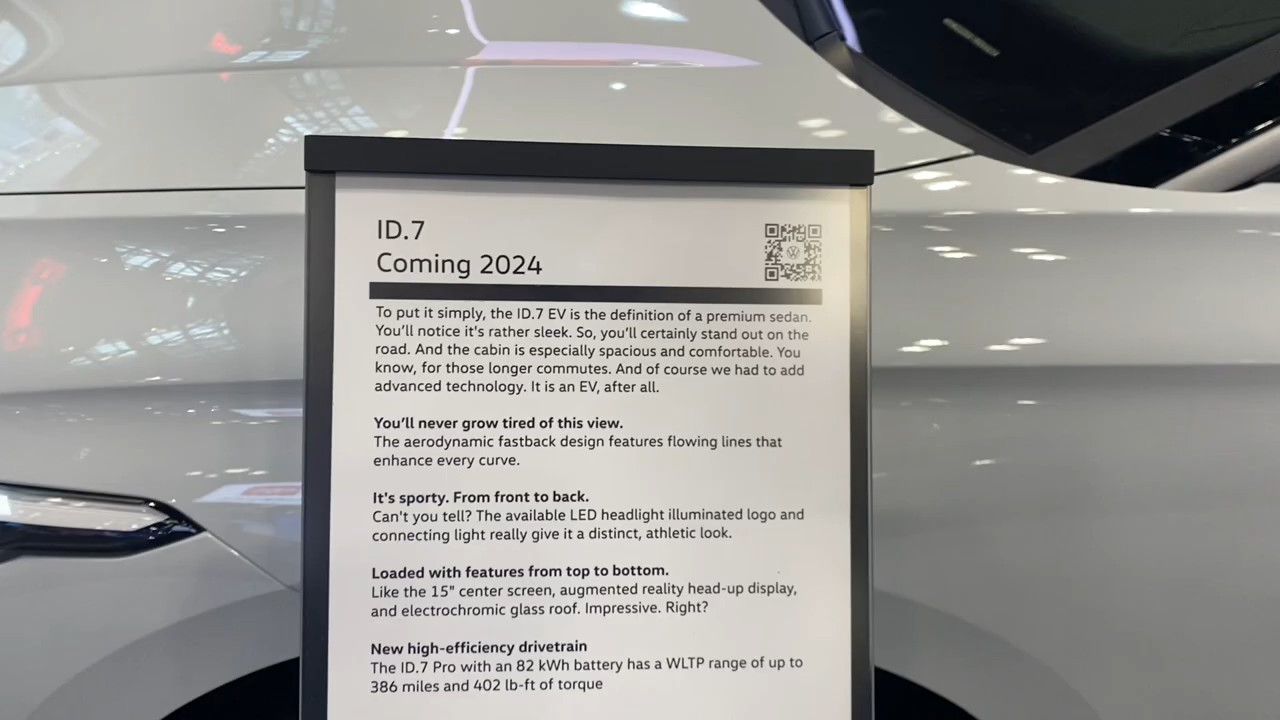 ID.7
Coming 2024
To put it simply, the ID.7 EV is the definition of a premium sedan.
You'll notice it's rather sleek. So, you'll certainly stand out on the
road. And the cabin is especially spacious and comfortable. You
know, for those longer commutes. And of course we had to add
advanced technology. It is an EV, after all.
You'll never grow tired of this view.
The aerodynamic fastback design features flowing lines that
enhance every curve.
It's sporty. From front to back.
Can't you tell? The available LED headlight illuminated logo and
connecting light really give it a distinct, athletic look.
Loaded with features from top to bottom.
Like the 15" center screen, augmented reality head-up display,
and electrochromic glass roof. Impressive. Right?
New high-efficiency drivetrain
The ID.7 Pro with an 82 kWh battery has a WLTP range of up to
386 miles and 402 lb-ft of torque